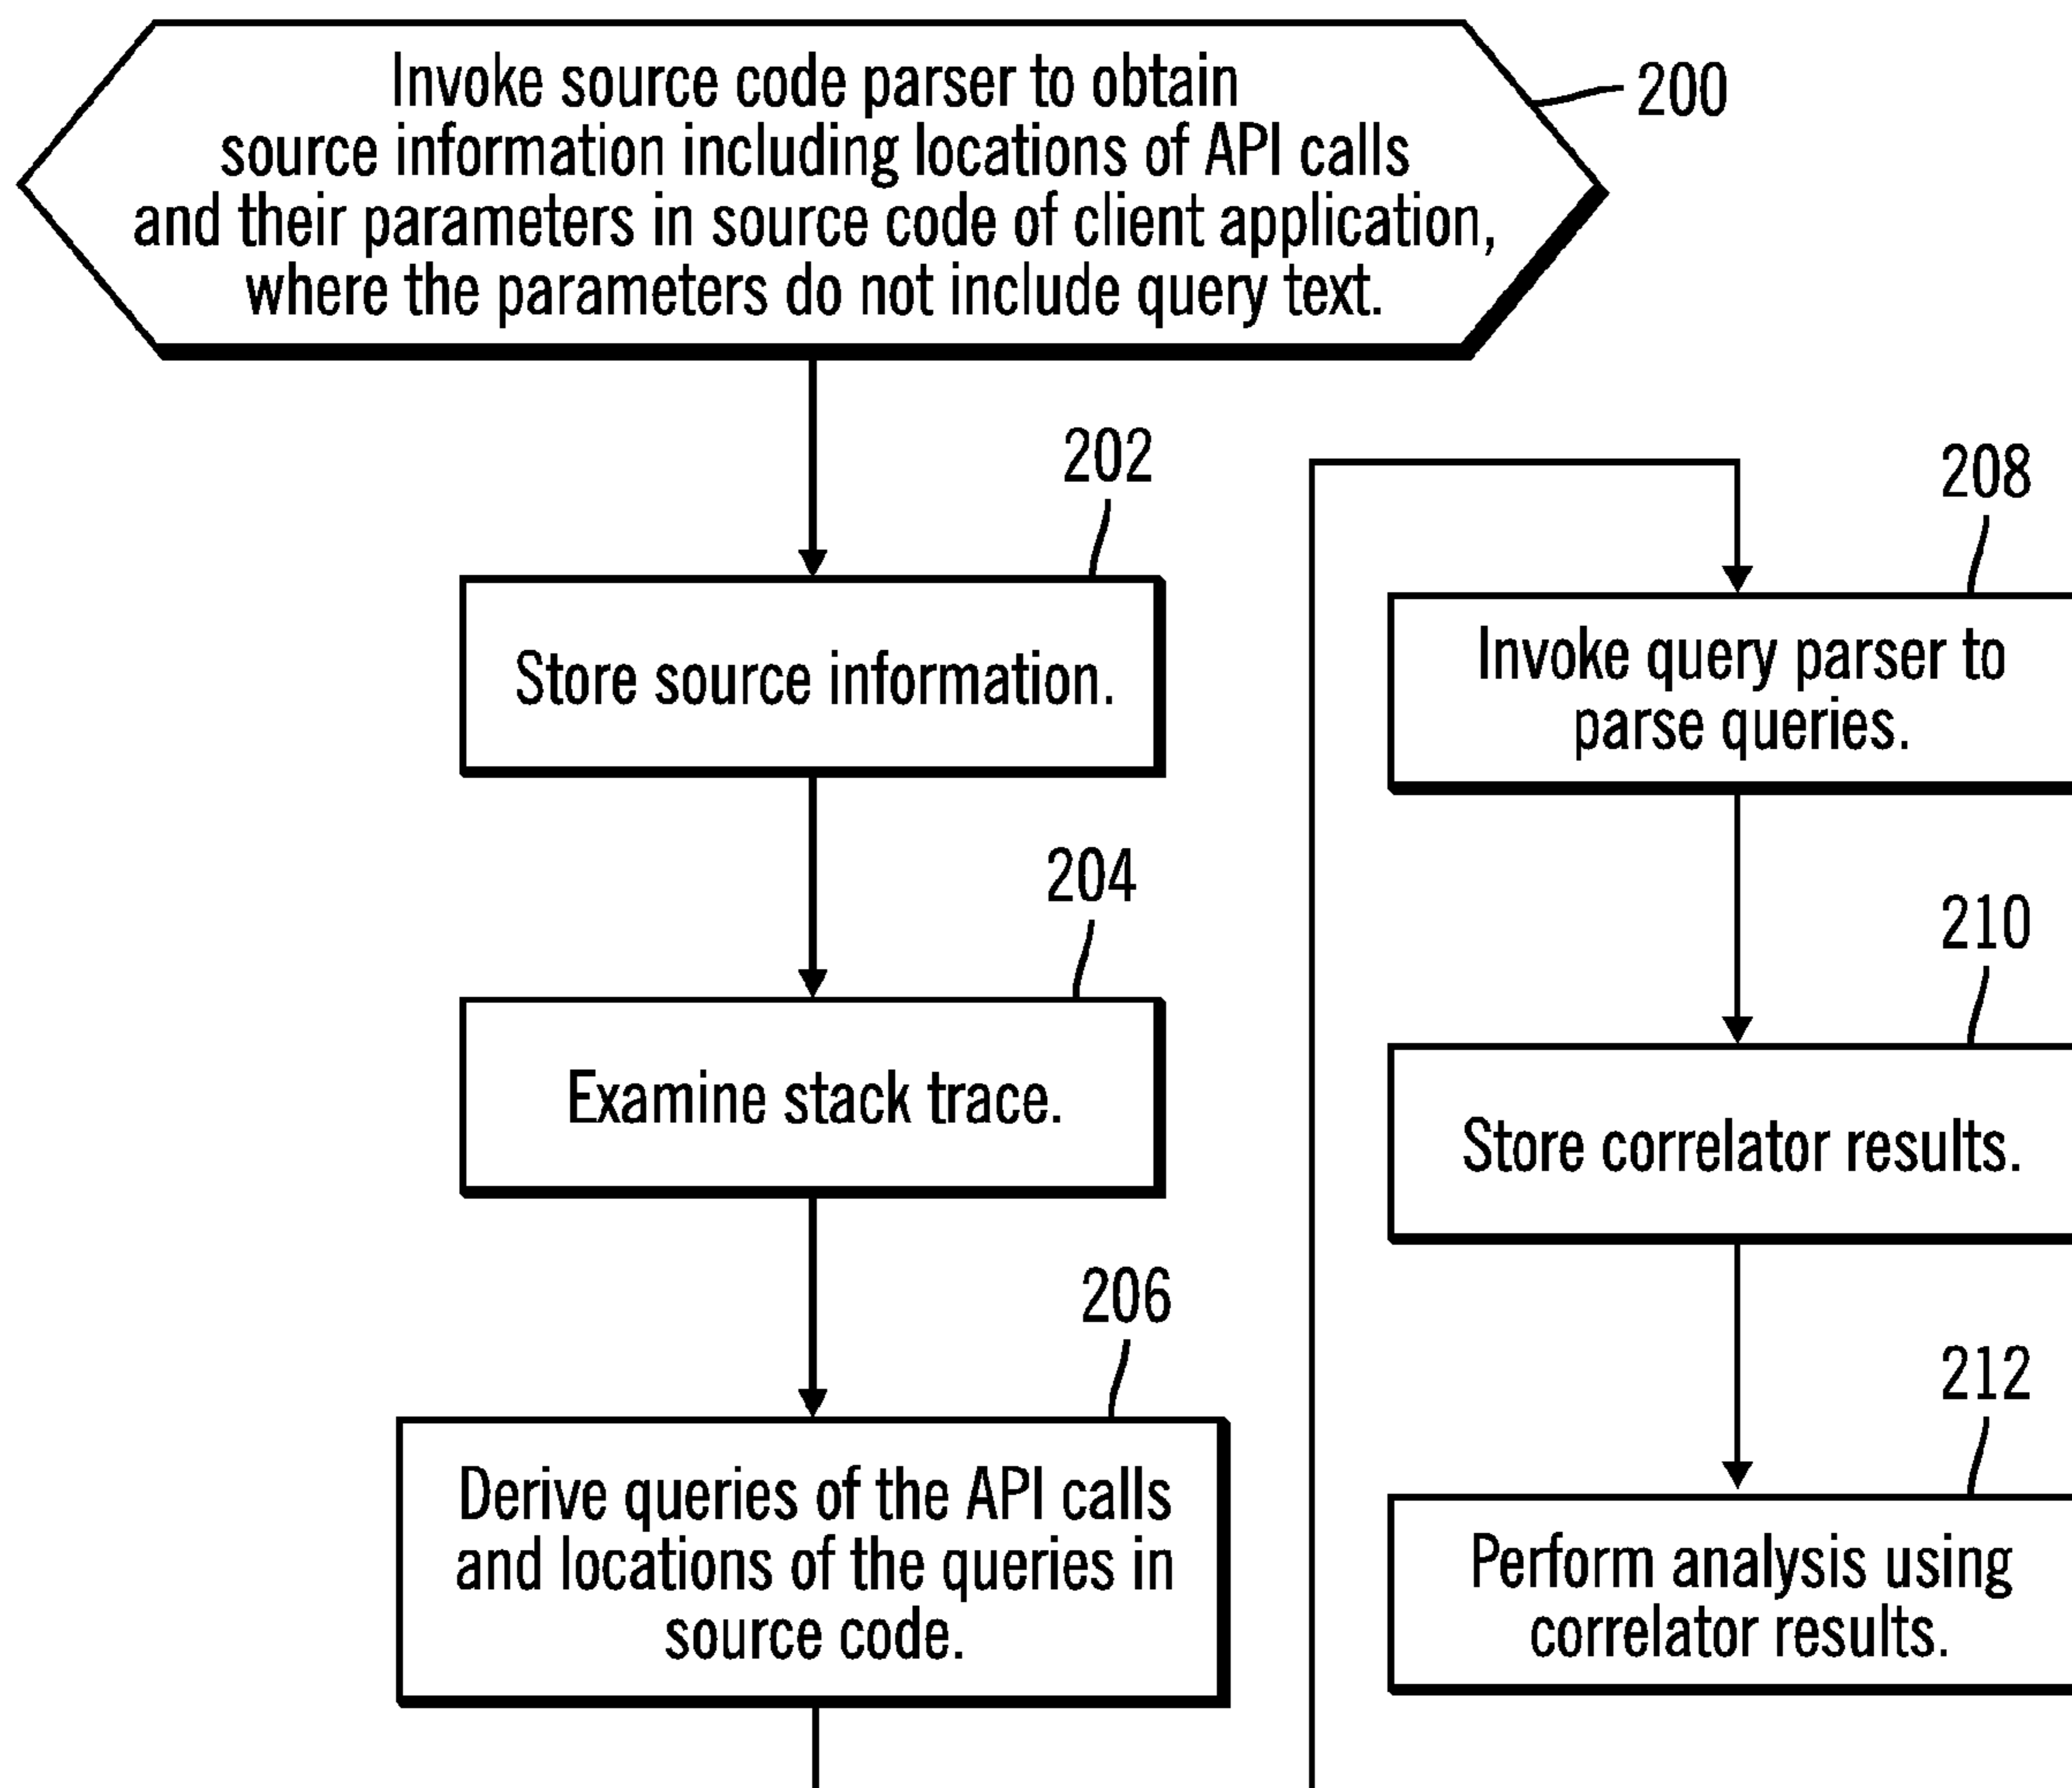 Invoke source code parser to obtain
source information including locations of API calls
and their parameters in source code of client application,
where the parameters do not include query text.
200
202
Store source information.
204
Examine stack trace.
206
Derive queries of the API calls
and locations of the queries in
source code.
208
Invoke query parser to
parse queries.
210
Store correlator results.
212
Perform analysis using
correlator results.